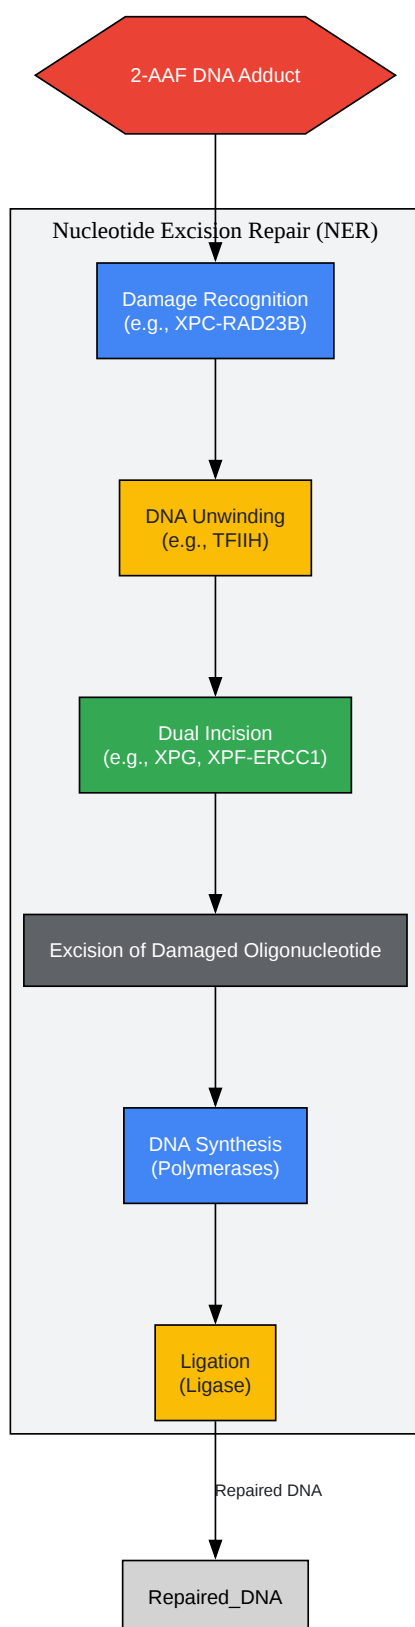 2-AAF DNA Adduct
Nucleotide Excision Repair (NER)
Damage Recognition
(e.g., XPC-RAD23B)
DNA Unwinding
(e.g., TFIIH)
Dual Incision
(e.g., XPG, XPF-ERCC1)
Excision of Damaged Oligonucleotide
DNA Synthesis
(Polymerases)
Ligation
(Ligase)
Repaired DNA
Repaired_DNA